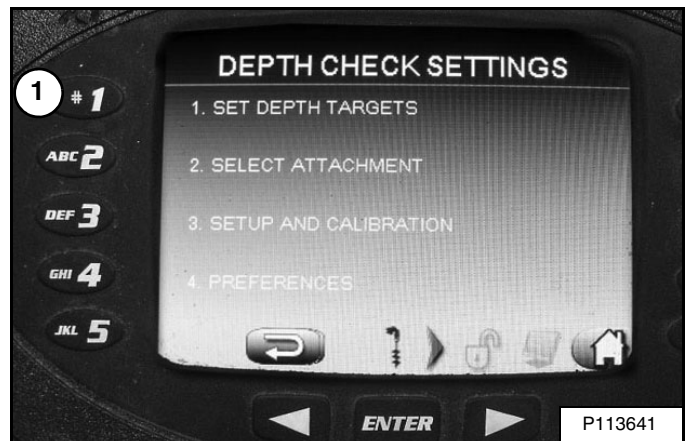 DEPTH CHECK SETTINGS
1
# 1
1. SET DEPTH TARGETS
ABC 2
2. SELECT ATTACHMENT
DEF 3
3. SETUP AND CALIBRATION
GHI 4
4. PREFERENCES
JKL 5
ENTER
P113641